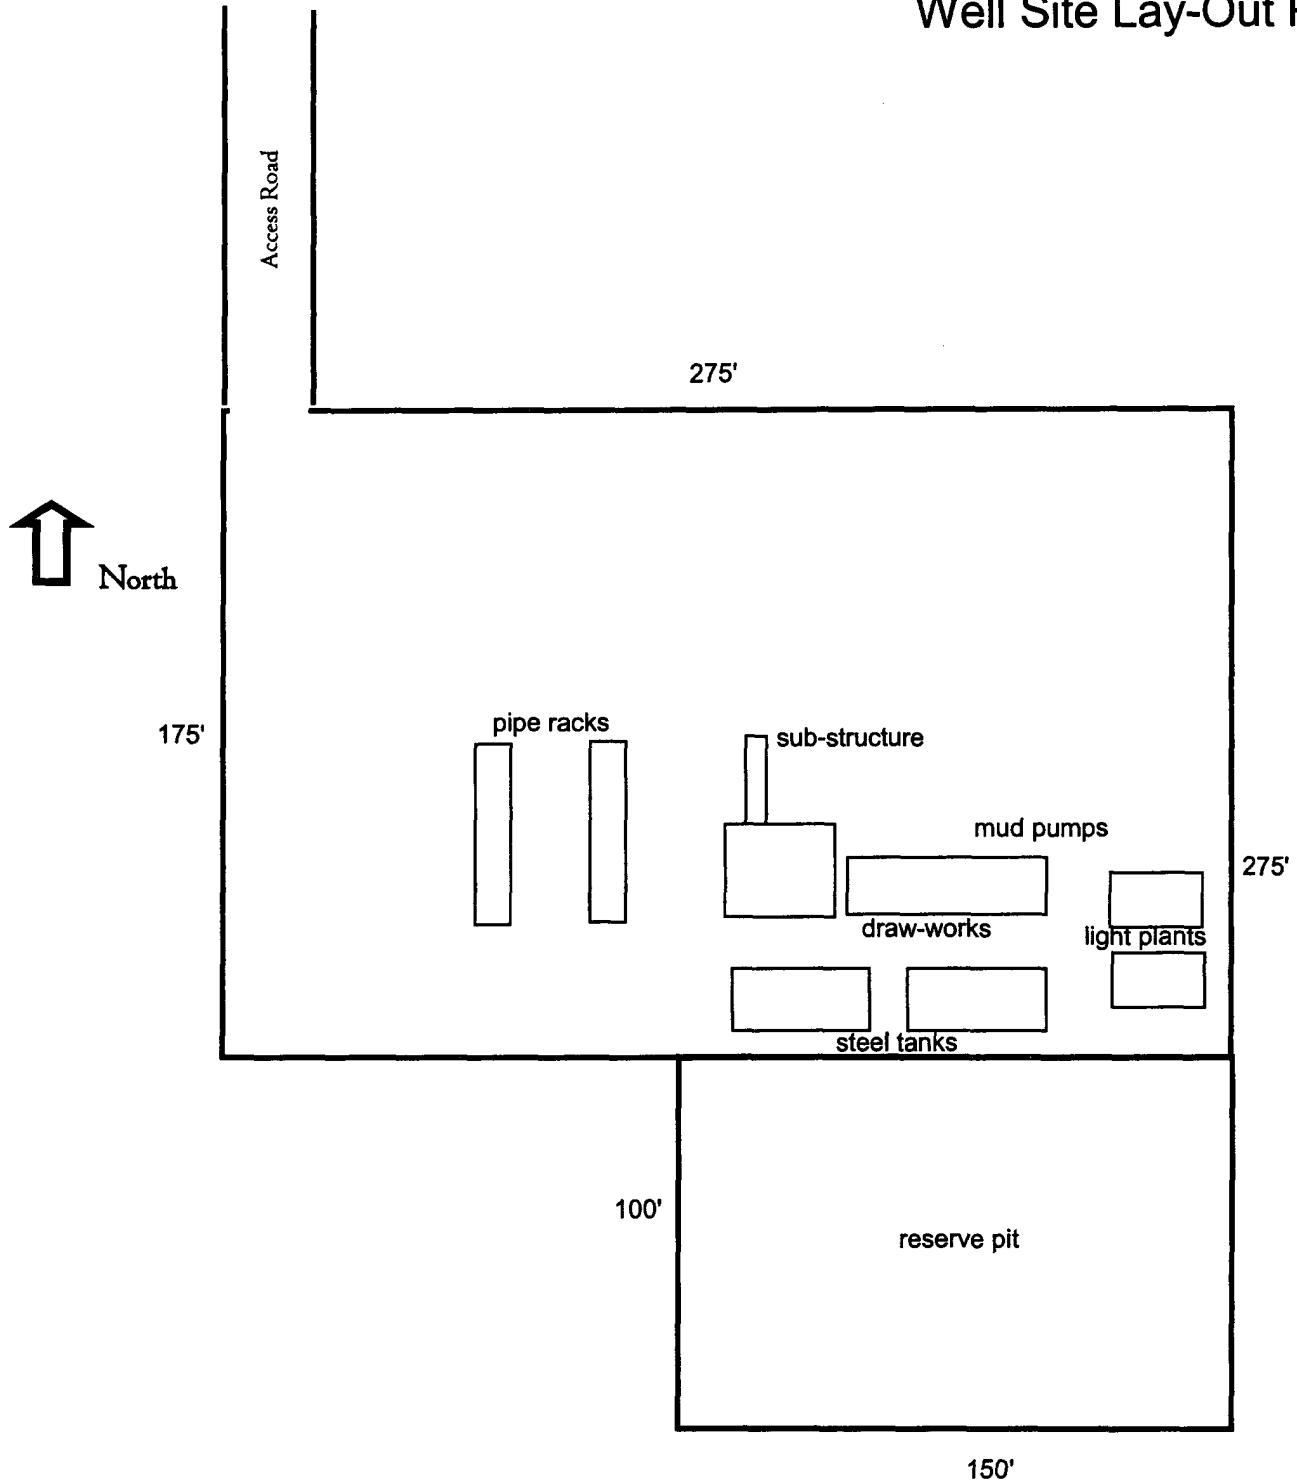 Well Site Lay-Out
Access Road
275'
North
175'
pipe racks
sub-structure
mud pumps
275'
draw-works
light plants
steel tanks
100'
reserve pit
150'